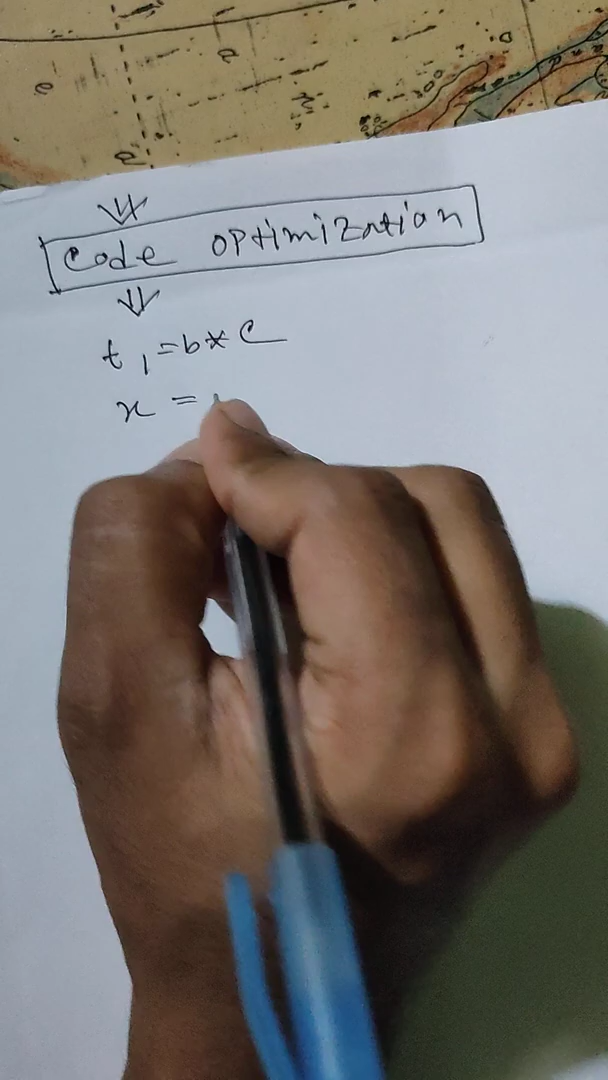 Code optimization
t1 = b * c
x =